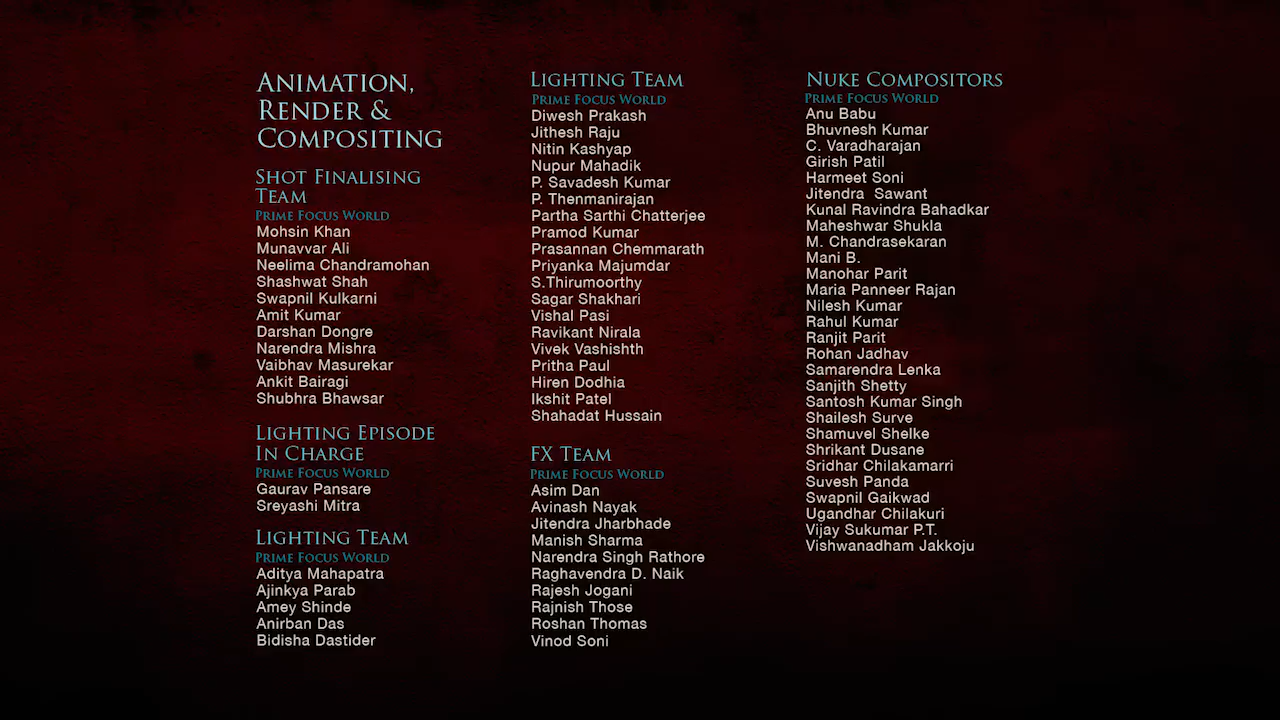 ANIMATION,
RENDER &
COMPOSITING
SHOT FINALISING
TEAM
PRIME FOCUS WORLD
Mohsin Khan
Munavvar Ali
Neelima Chandramohan
Shashwat Shah
Swapnil Kulkarni
Amit Kumar
Darshan Dongre
Narendra Mishra
Vaibhav Masurekar
Ankit Bairagi
Shubhra Bhawsar
LIGHTING EPISODE
IN CHARGE
PRIME FOCUS WORLD
Gaurav Pansare
Sreyashi Mitra
LIGHTING TEAM
PRIME FOCUS WORLD
Aditya Mahapatra
Ajinkya Parab
Amey Shinde
Anirban Das
Bidisha Dastider
LIGHTING TEAM
PRIME FOCUS WORLD
Diwesh Prakash
Jithesh Raju
Nitin Kashyap
Nupur Mahadik
P. Savadesh Kumar
P. Thenmanirajan
Partha Sarthi Chatterjee
Pramod Kumar
Prasannan Chemmarath
Priyanka Majumdar
S.Thirumoorthy
Sagar Shakhari
Vishal Pasi
Ravikant Nirala
Vivek Vashishth
Pritha Paul
Hiren Dodhia
Ikshit Patel
Shahadat Hussain
FX TEAM
PRIME FOCUS WORLD
Asim Dan
Avinash Nayak
Jitendra Jharbhade
Manish Sharma
Narendra Singh Rathore
Raghavendra D. Naik
Rajesh Jogani
Rajnish Those
Roshan Thomas
Vinod Soni
NUKE COMPOSITORS
PRIME FOCUS WORLD
Anu Babu
Bhuvnesh Kumar
C. Varadharajan
Girish Patil
Harmeet Soni
Jitendra  Sawant
Kunal Ravindra Bahadkar
Maheshwar Shukla
M. Chandrasekaran
Mani B.
Manohar Parit
Maria Panneer Rajan
Nilesh Kumar
Rahul Kumar
Ranjit Parit
Rohan Jadhav
Samarendra Lenka
Sanjith Shetty
Santosh Kumar Singh
Shailesh Surve
Shamuvel Shelke
Shrikant Dusane
Sridhar Chilakamarri
Suvesh Panda
Swapnil Gaikwad
Ugandhar Chilakuri
Vijay Sukumar P.T.
Vishwanadham Jakkoju